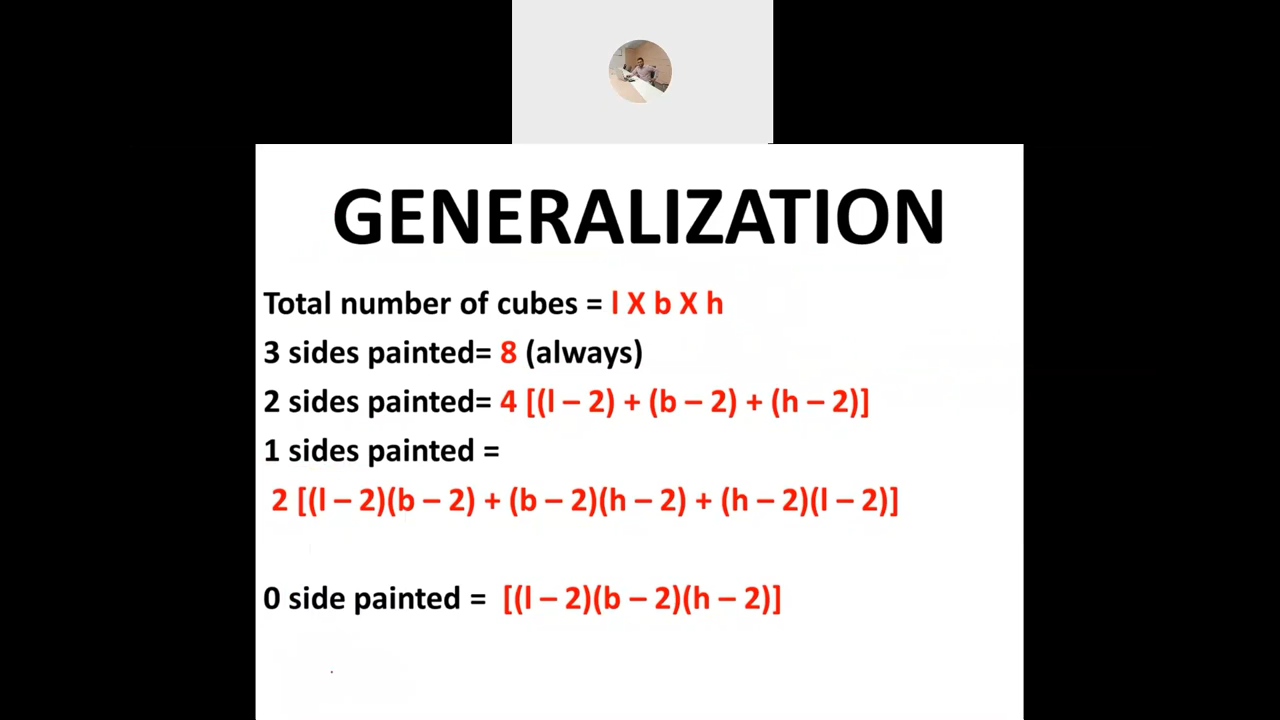 GENERALIZATION
Total number of cubes = l X b X h
3 sides painted= 8 (always)
2 sides painted= 4 [(l – 2) + (b – 2) + (h – 2)]
1 sides painted =
2 [(l – 2)(b – 2) + (b – 2)(h – 2) + (h – 2)(l – 2)]
0 side painted = [(l – 2)(b – 2)(h – 2)]